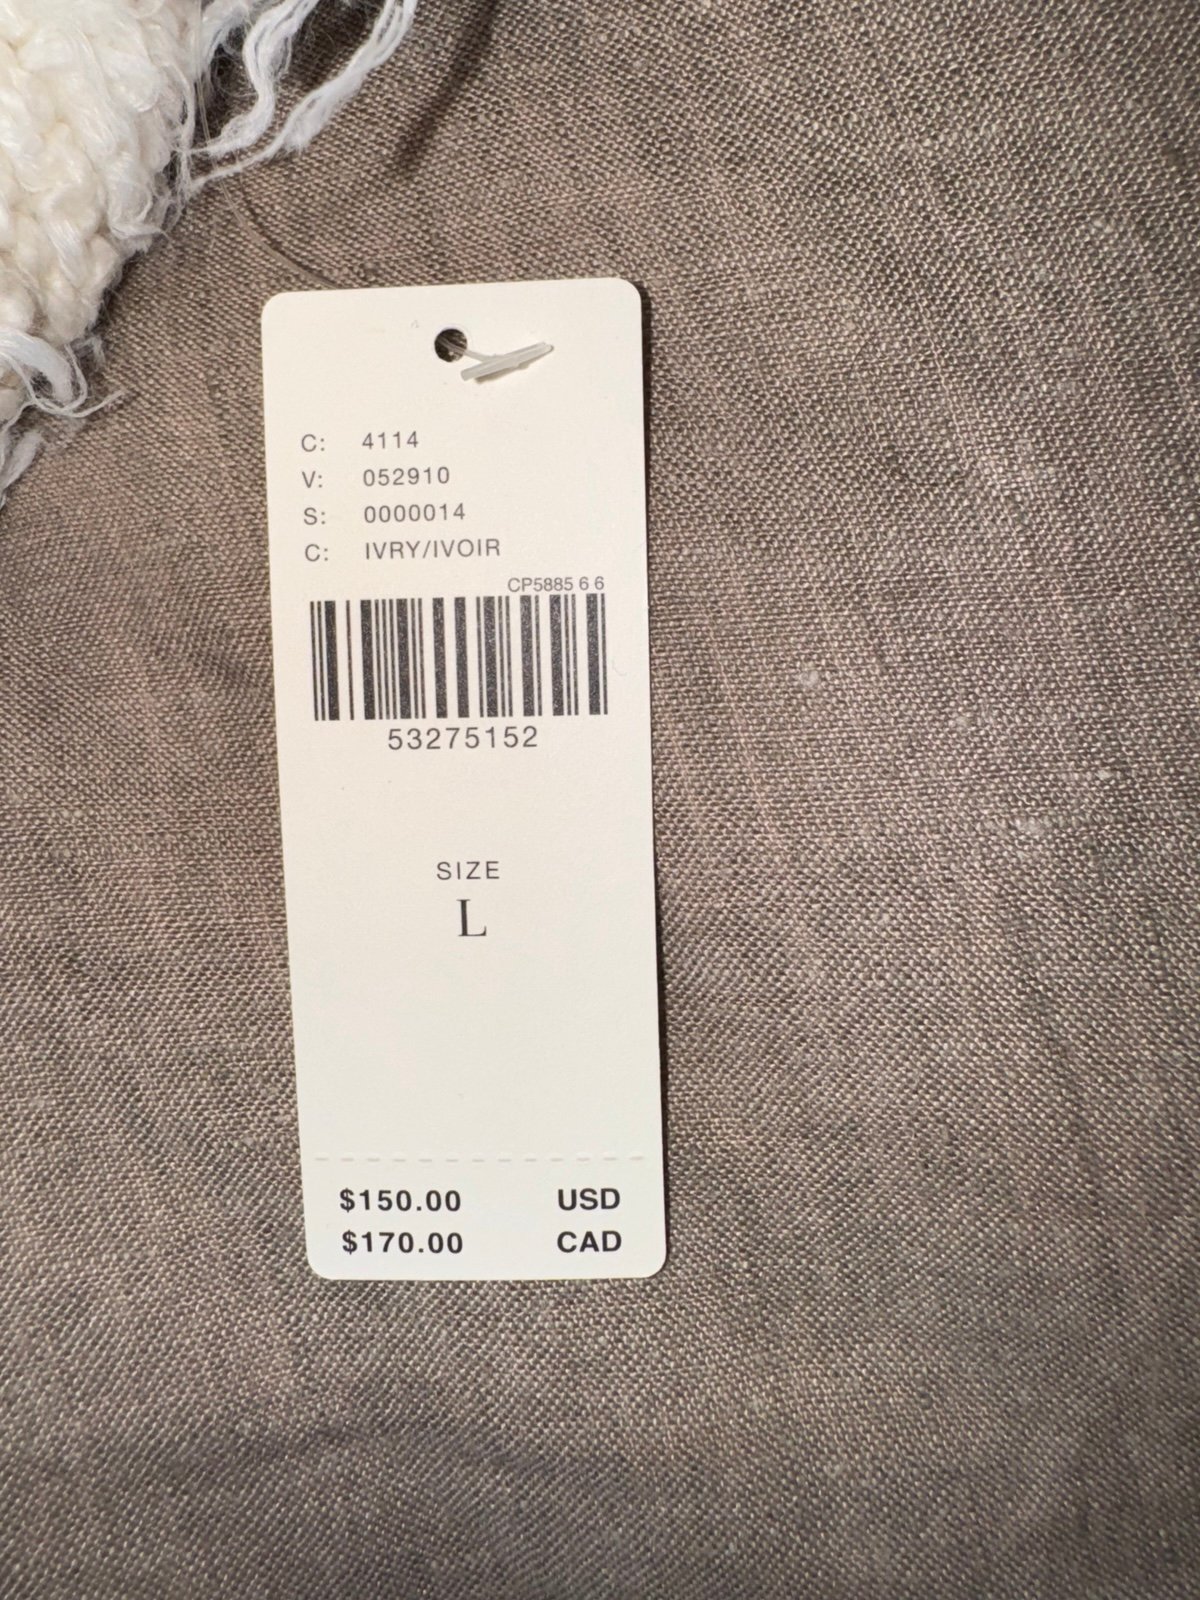 C: 4114
V: 052910
S: 0000014
C: IVRY/IVOIR
CP5885 6 6
53275152
SIZE
L
$150.00 USD
$170.00 CAD